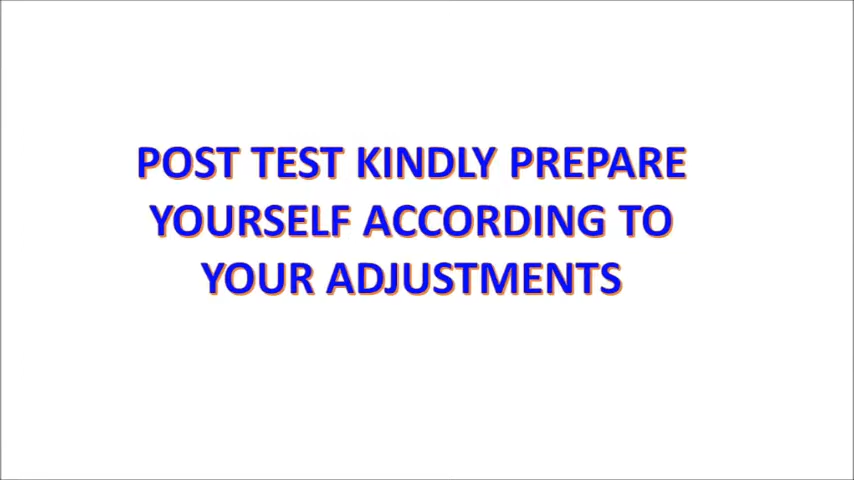 POST TEST KINDLY PREPARE
YOURSELF ACCORDING TO
YOUR ADJUSTMENTS